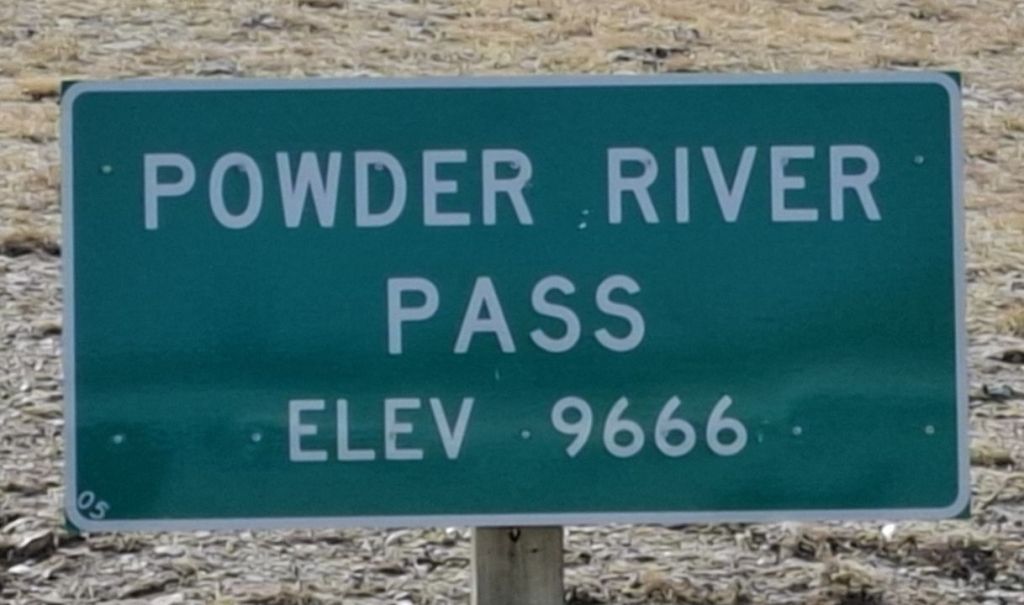 POWDER RIVER
PASS
ELEV 9666
05